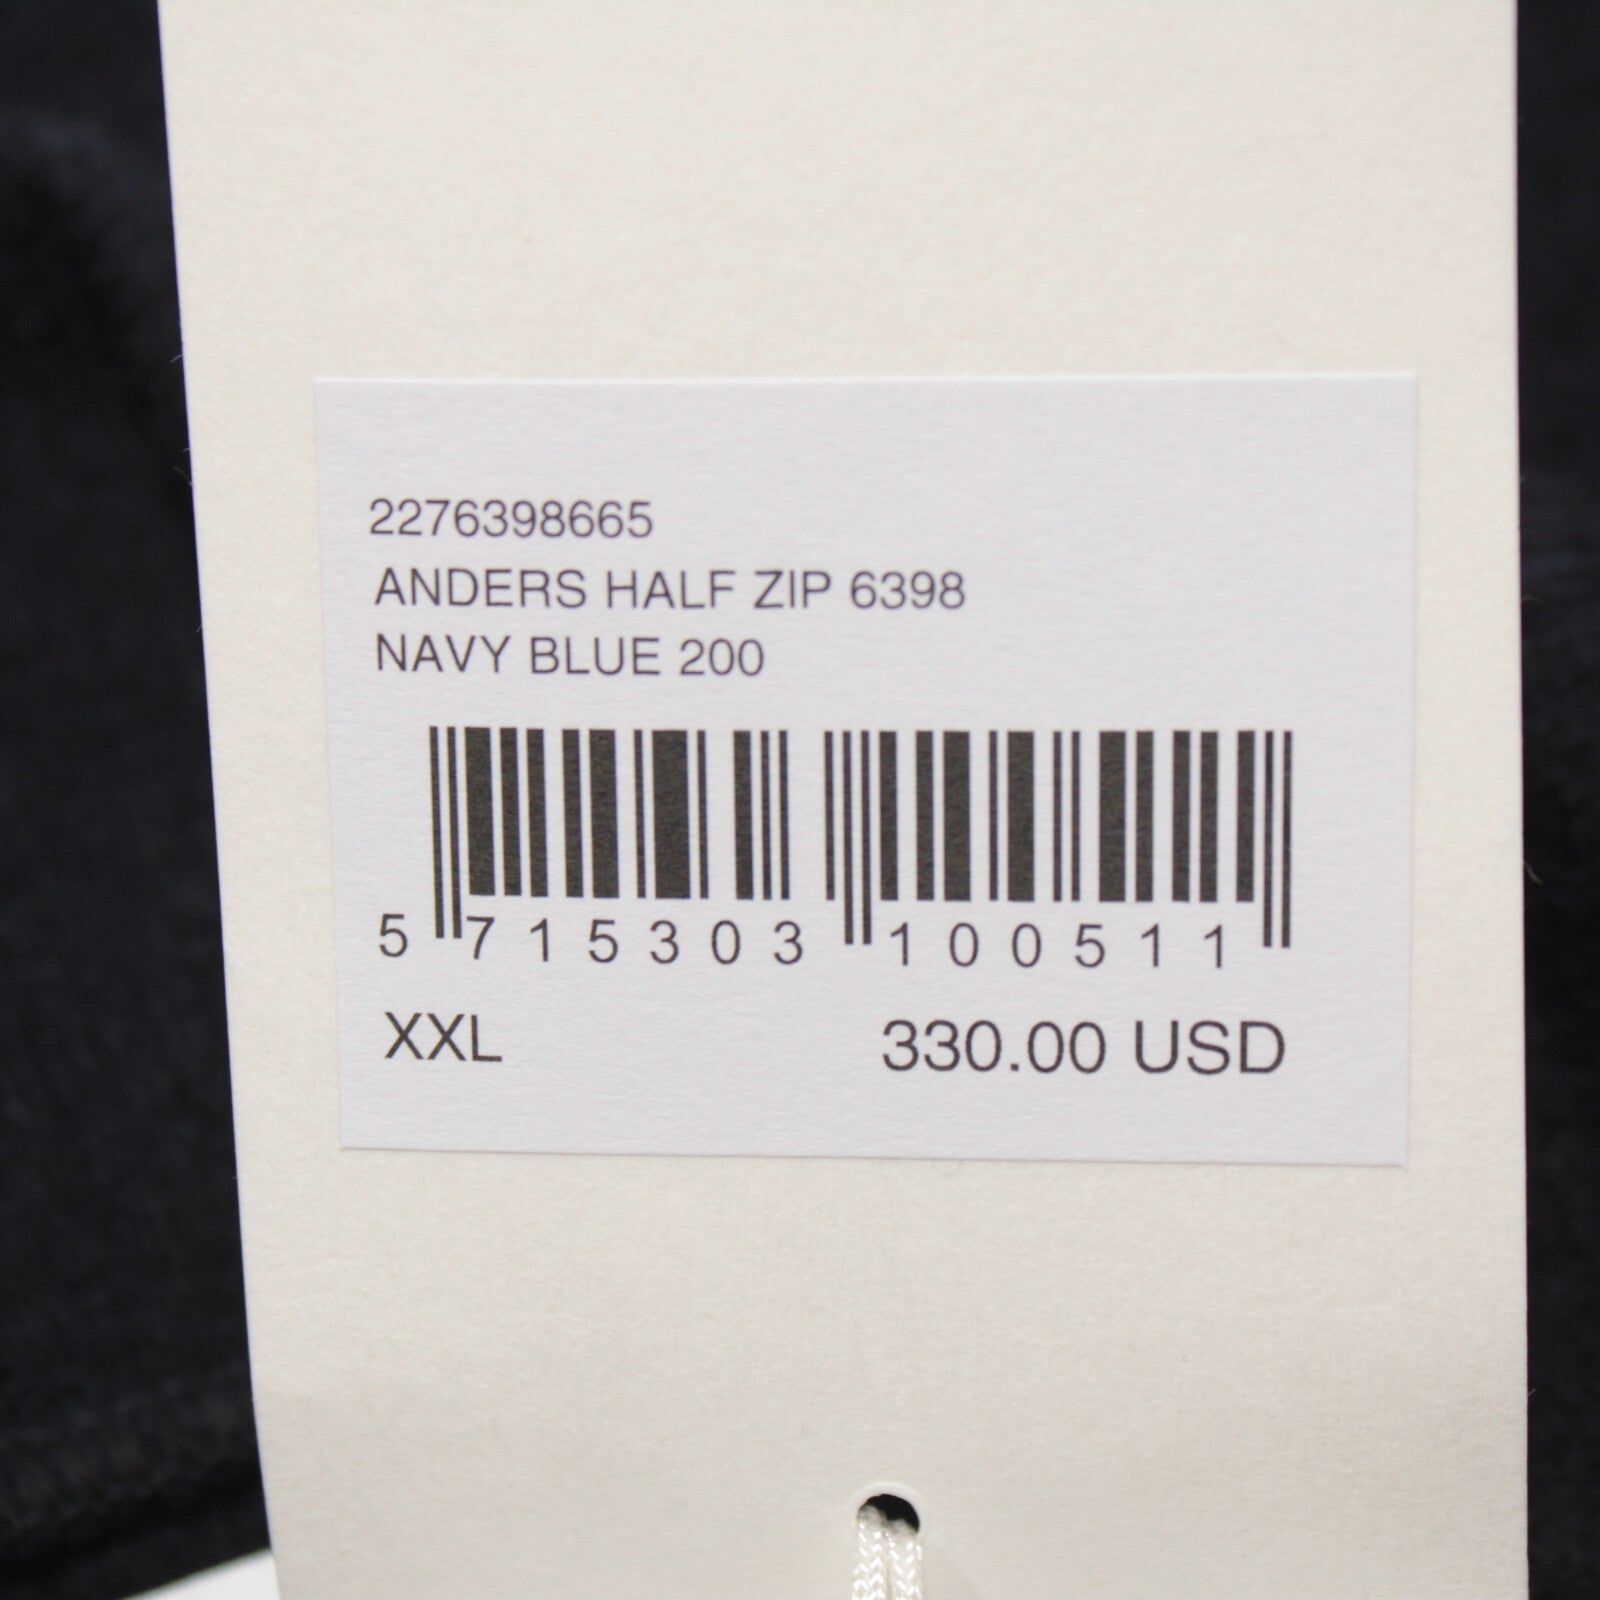 2276398665
ANDERS HALF ZIP 6398
NAVY BLUE 200
5 715303 100511
XXL 330.00 USD